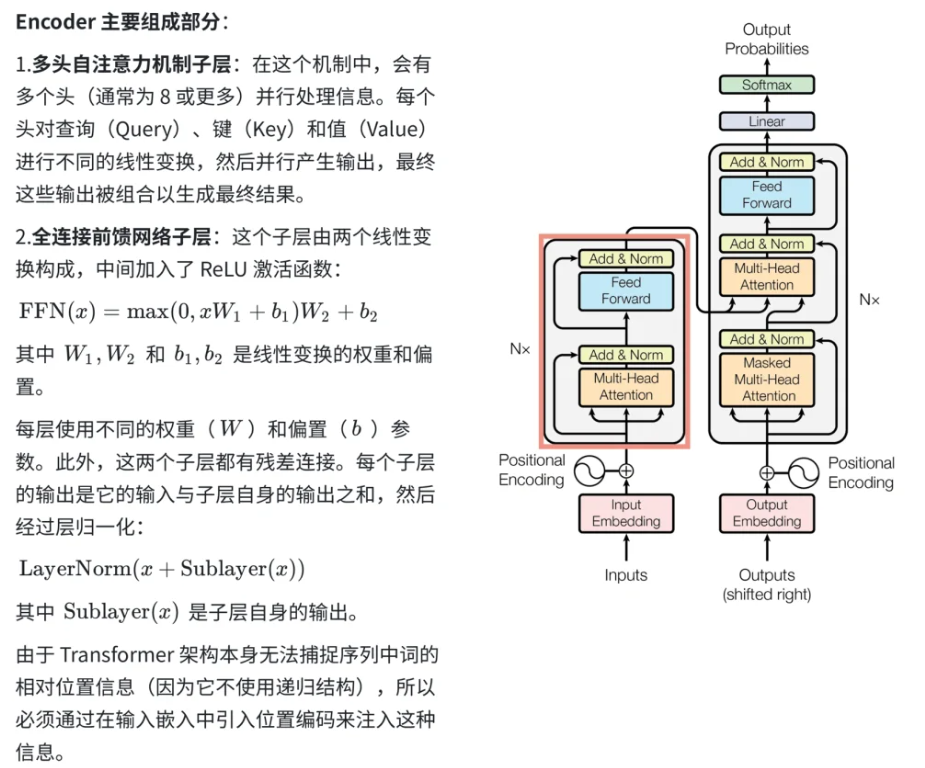 Encoder 主要组成部分：
1.多头自注意力机制子层：在这个机制中，会有
多个头（通常为 8 或更多）并行处理信息。每个
头对查询（Query）、键（Key）和值（Value）
进行不同的线性变换，然后并行产生输出，最终
这些输出被组合以生成最终结果。
2.全连接前馈网络子层：这个子层由两个线性变
换构成，中间加入了 ReLU 激活函数：
FFN(x) = max(0, xW₁ + b₁)W₂ + b₂
其中 W₁, W₂ 和 b₁, b₂ 是线性变换的权重和偏
置。
每层使用不同的权重（ W ）和偏置（ b ）参
数。此外，这两个子层都有残差连接。每个子层
的输出是它的输入与子层自身的输出之和，然后
经过层归一化：
LayerNorm(x + Sublayer(x))
其中 Sublayer(x) 是子层自身的输出。
由于 Transformer 架构本身无法捕捉序列中词的
相对位置信息（因为它不使用递归结构），所以
必须通过在输入嵌入中引入位置编码来注入这种
信息。
Output
Probabilities
Softmax
Linear
Add & Norm
Feed
Forward
Add & Norm
Multi-Head
Attention
Add & Norm
Masked
Multi-Head
Attention
N×
Add & Norm
Feed
Forward
N×
Add & Norm
Multi-Head
Attention
Positional
Encoding
Positional
Encoding
Input
Embedding
Output
Embedding
Inputs
Outputs
(shifted right)